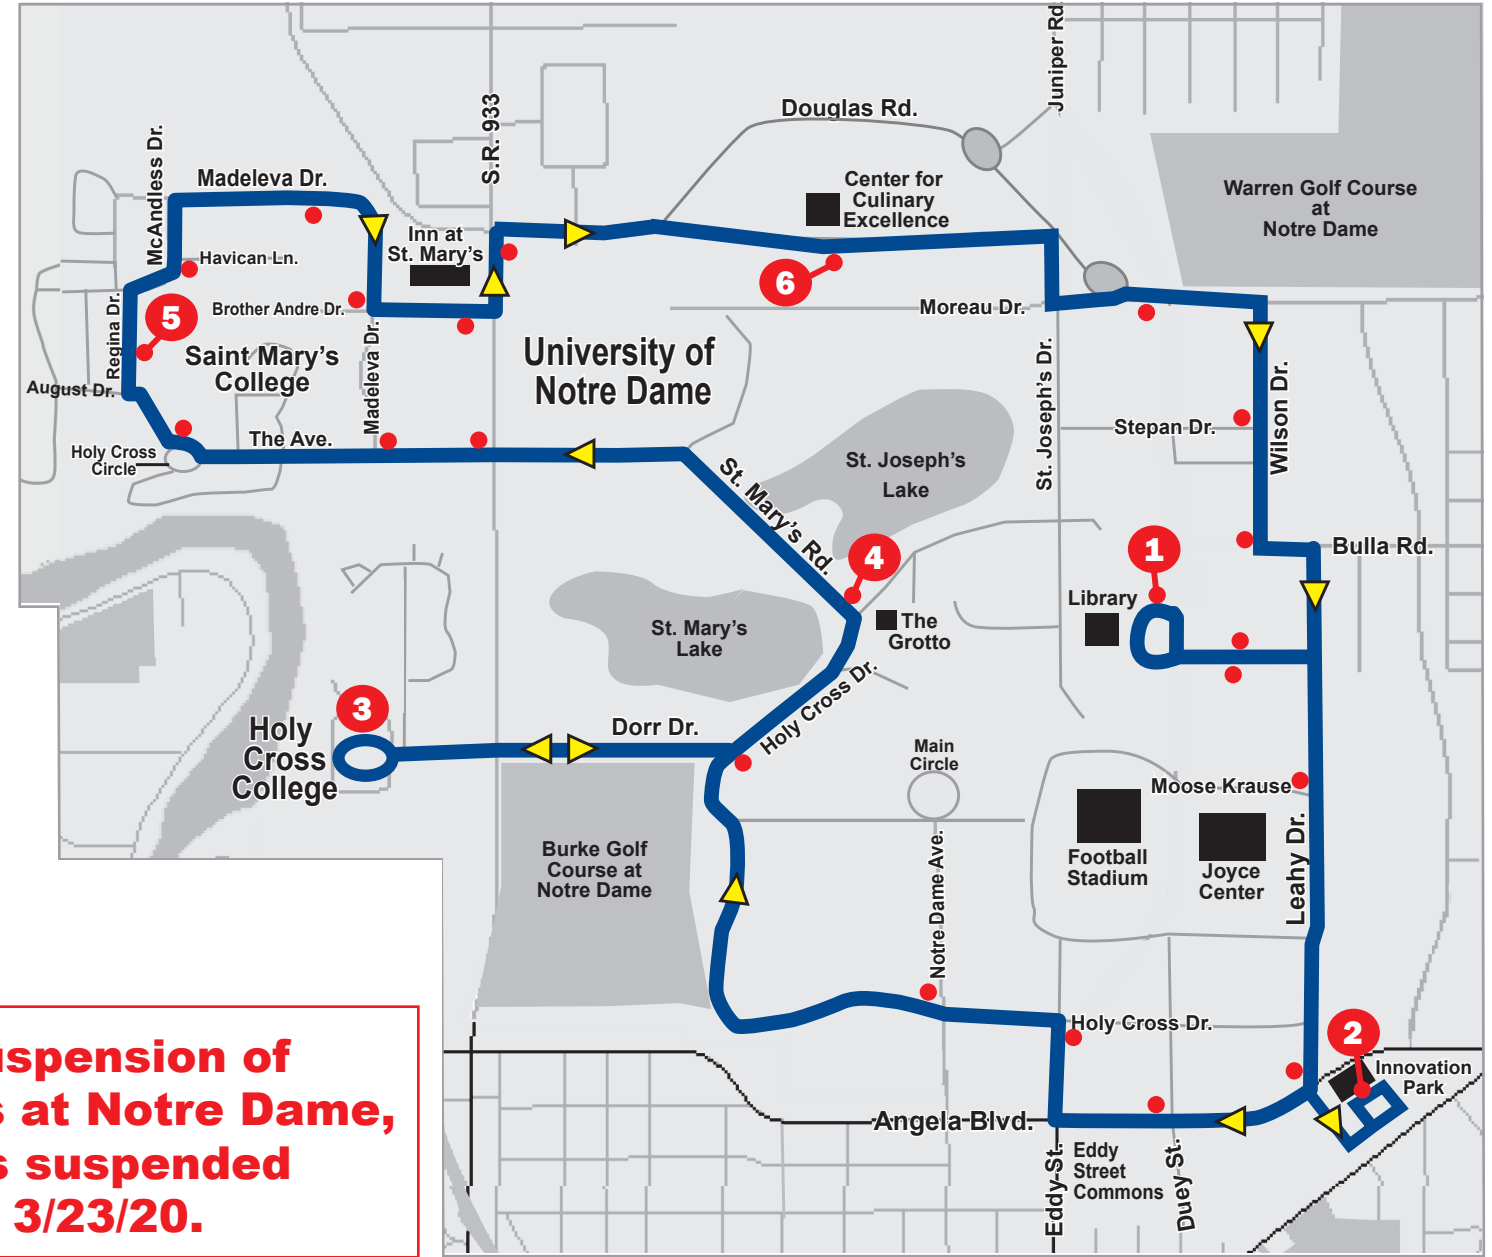 Juniper Rd.
S.R. 933
Douglas Rd.
McAndless Dr.
Madeleva Dr.
Center for
Culinary
Excellence
Warren Golf Course
at
Notre Dame
Inn at
St. Mary's
Havican Ln.
6
Brother Andre Dr.
Moreau Dr.
5
Regina Dr.
Saint Mary's
College
University of
Notre Dame
Madeleva Dr.
August Dr.
St. Joseph's Dr.
Stepan Dr.
Wilson Dr.
The Ave.
Holy Cross
Circle
St. Joseph's
Lake
St. Mary's Rd.
4
1
Bulla Rd.
Library
The
Grotto
St. Mary's
Lake
Holy Cross Dr.
3
Holy
Cross
College
Dorr Dr.
Main
Circle
Moose Krause
Burke Golf
Course at
Notre Dame
Football
Stadium
Joyce
Center
Leahy Dr.
Notre Dame Ave.
Holy Cross Dr.
2
Innovation
Park
Angela Blvd.
Eddy St.
Eddy
Street
Commons
Duey St.
uspension of
s at Notre Dame,
s suspended
3/23/20.